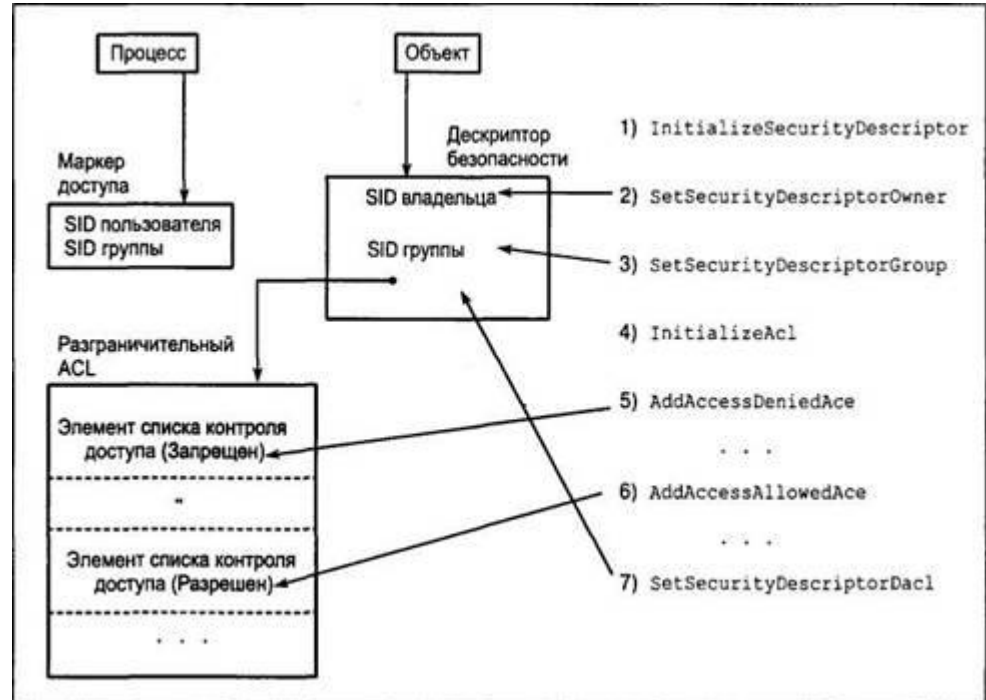 Процесс
Объект
Маркер
доступа
SID пользователя
SID группы
Дескриптор
безопасности
SID владельца
SID группы
Разграничительный
ACL
Элемент списка контроля
доступа (Запрещен)
"
Элемент списка контроля
доступа (Разрешен)
. . .
1) InitializeSecurityDescriptor
2) SetSecurityDescriptorOwner
3) SetSecurityDescriptorGroup
4) InitializeAcl
5) AddAccessDeniedAce
. . .
6) AddAccessAllowedAce
. . .
7) SetSecurityDescriptorDacl